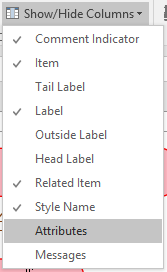 Show/Hide Columns
Comment Indicator
Item
Tail Label
Label
Outside Label
Head Label
Related Item
Style Name
Attributes
Messages